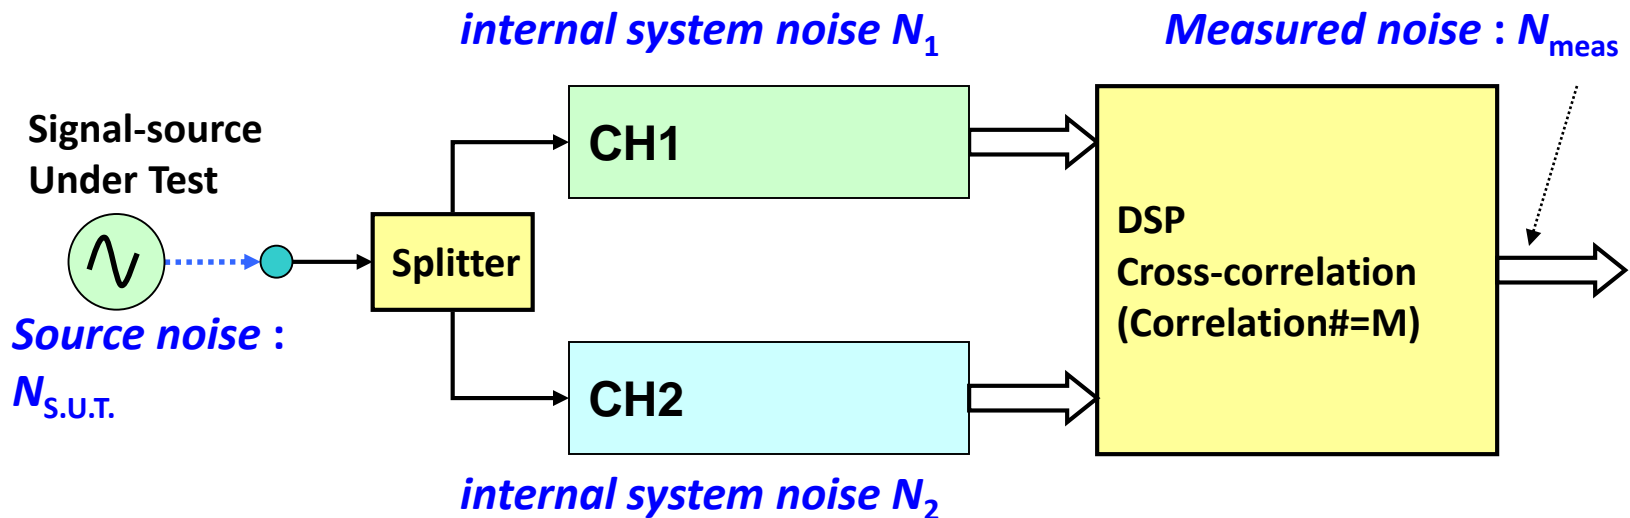 internal system noise N1
Measured noise : Nmeas
Signal-source
Under Test
CH1
Splitter
DSP
Cross-correlation
(Correlation#=M)
Source noise :
NS.U.T.
CH2
internal system noise N2